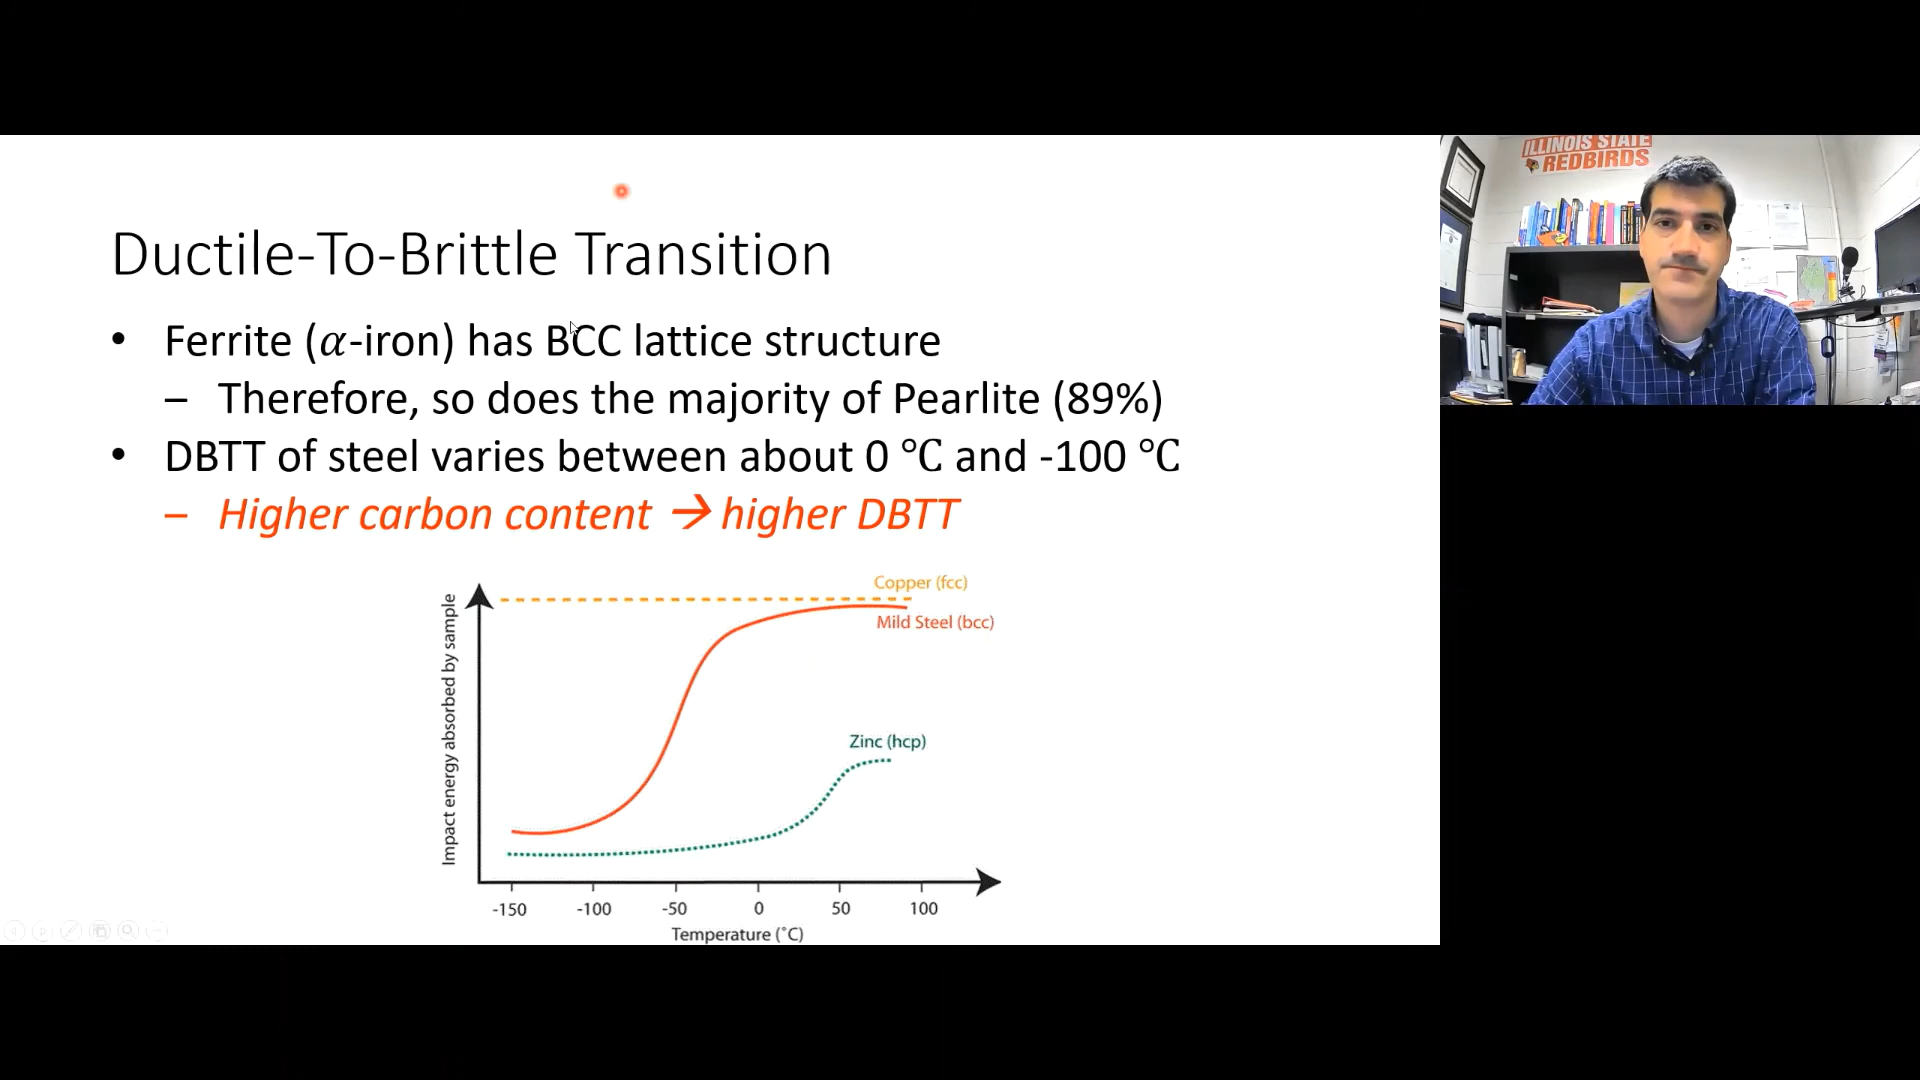 ILLINOIS STATE
REDBIRDS
Ductile-To-Brittle Transition
• Ferrite (α-iron) has BCC lattice structure
– Therefore, so does the majority of Pearlite (89%)
• DBTT of steel varies between about 0 ℃ and -100 ℃
– Higher carbon content → higher DBTT
Copper (fcc)
Mild Steel (bcc)
Zinc (hcp)
Impact energy absorbed by sample
-150 -100 -50 0 50 100
Temperature (˚C)